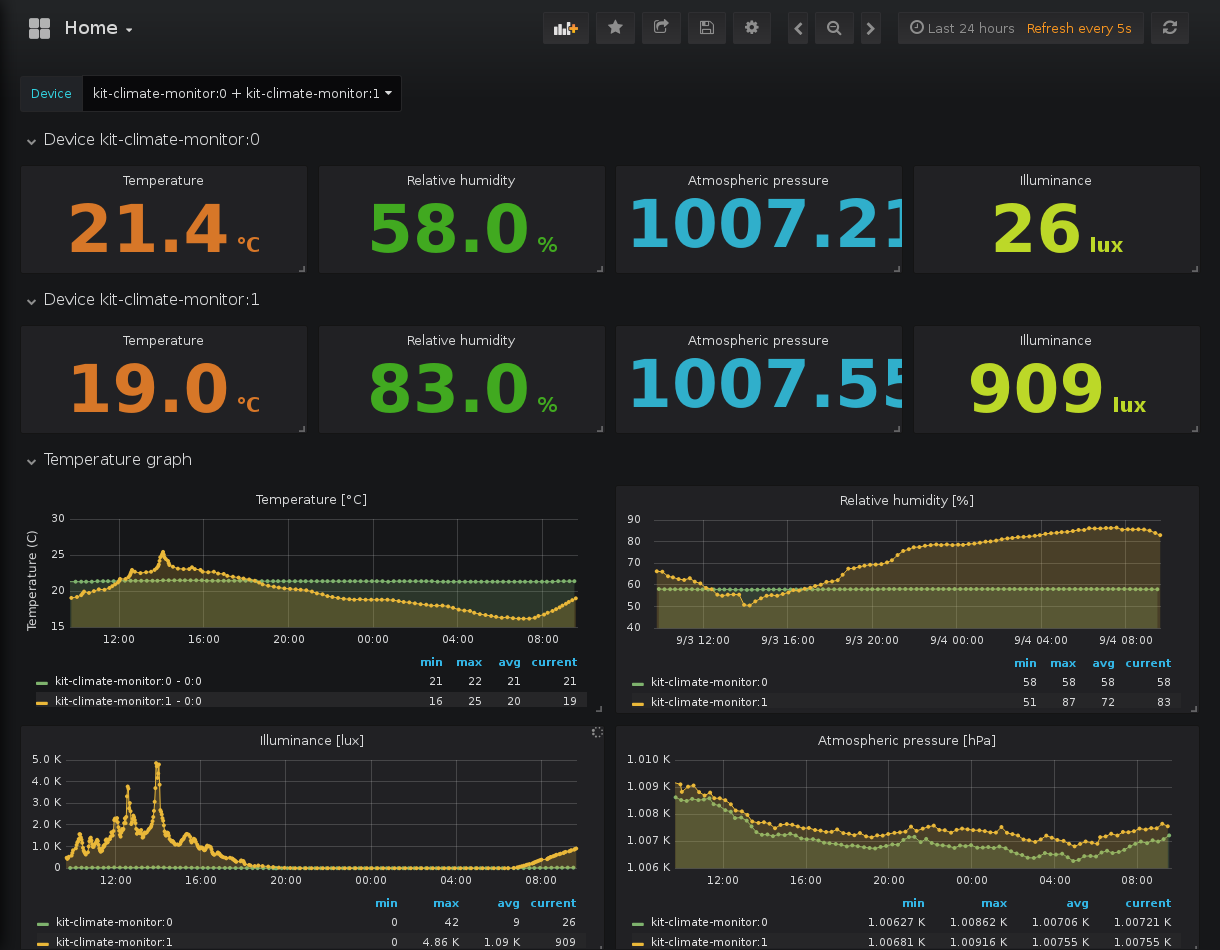 Home
Last 24 hours Refresh every 5s
Device kit-climate-monitor:0 + kit-climate-monitor:1
Device kit-climate-monitor:0
Temperature Relative humidity Atmospheric pressure Illuminance
21.4 °C 58.0 % 1007.21 26 lux
Device kit-climate-monitor:1
Temperature Relative humidity Atmospheric pressure Illuminance
19.0 °C 83.0 % 1007.55 909 lux
Temperature graph
Temperature [°C]
Temperature (C)
30
25
20
15
12:00 16:00 20:00 00:00 04:00 08:00
min max avg current
kit-climate-monitor:0 - 0:0 21 22 21 21
kit-climate-monitor:1 - 0:0 16 25 20 19
Relative humidity [%]
90
80
70
60
50
40
9/3 12:00 9/3 16:00 9/3 20:00 9/4 00:00 9/4 04:00 9/4 08:00
min max avg current
kit-climate-monitor:0 58 58 58 58
kit-climate-monitor:1 51 87 72 83
Illuminance [lux]
5.0 K
4.0 K
3.0 K
2.0 K
1.0 K
0
12:00 16:00 20:00 00:00 04:00 08:00
min max avg current
kit-climate-monitor:0 0 42 9 26
kit-climate-monitor:1 0 4.86 K 1.09 K 909
Atmospheric pressure [hPa]
1.010 K
1.009 K
1.008 K
1.007 K
1.006 K
12:00 16:00 20:00 00:00 04:00 08:00
min max avg current
kit-climate-monitor:0 1.00627 K 1.00862 K 1.00706 K 1.00721 K
kit-climate-monitor:1 1.00681 K 1.00916 K 1.00755 K 1.00755 K